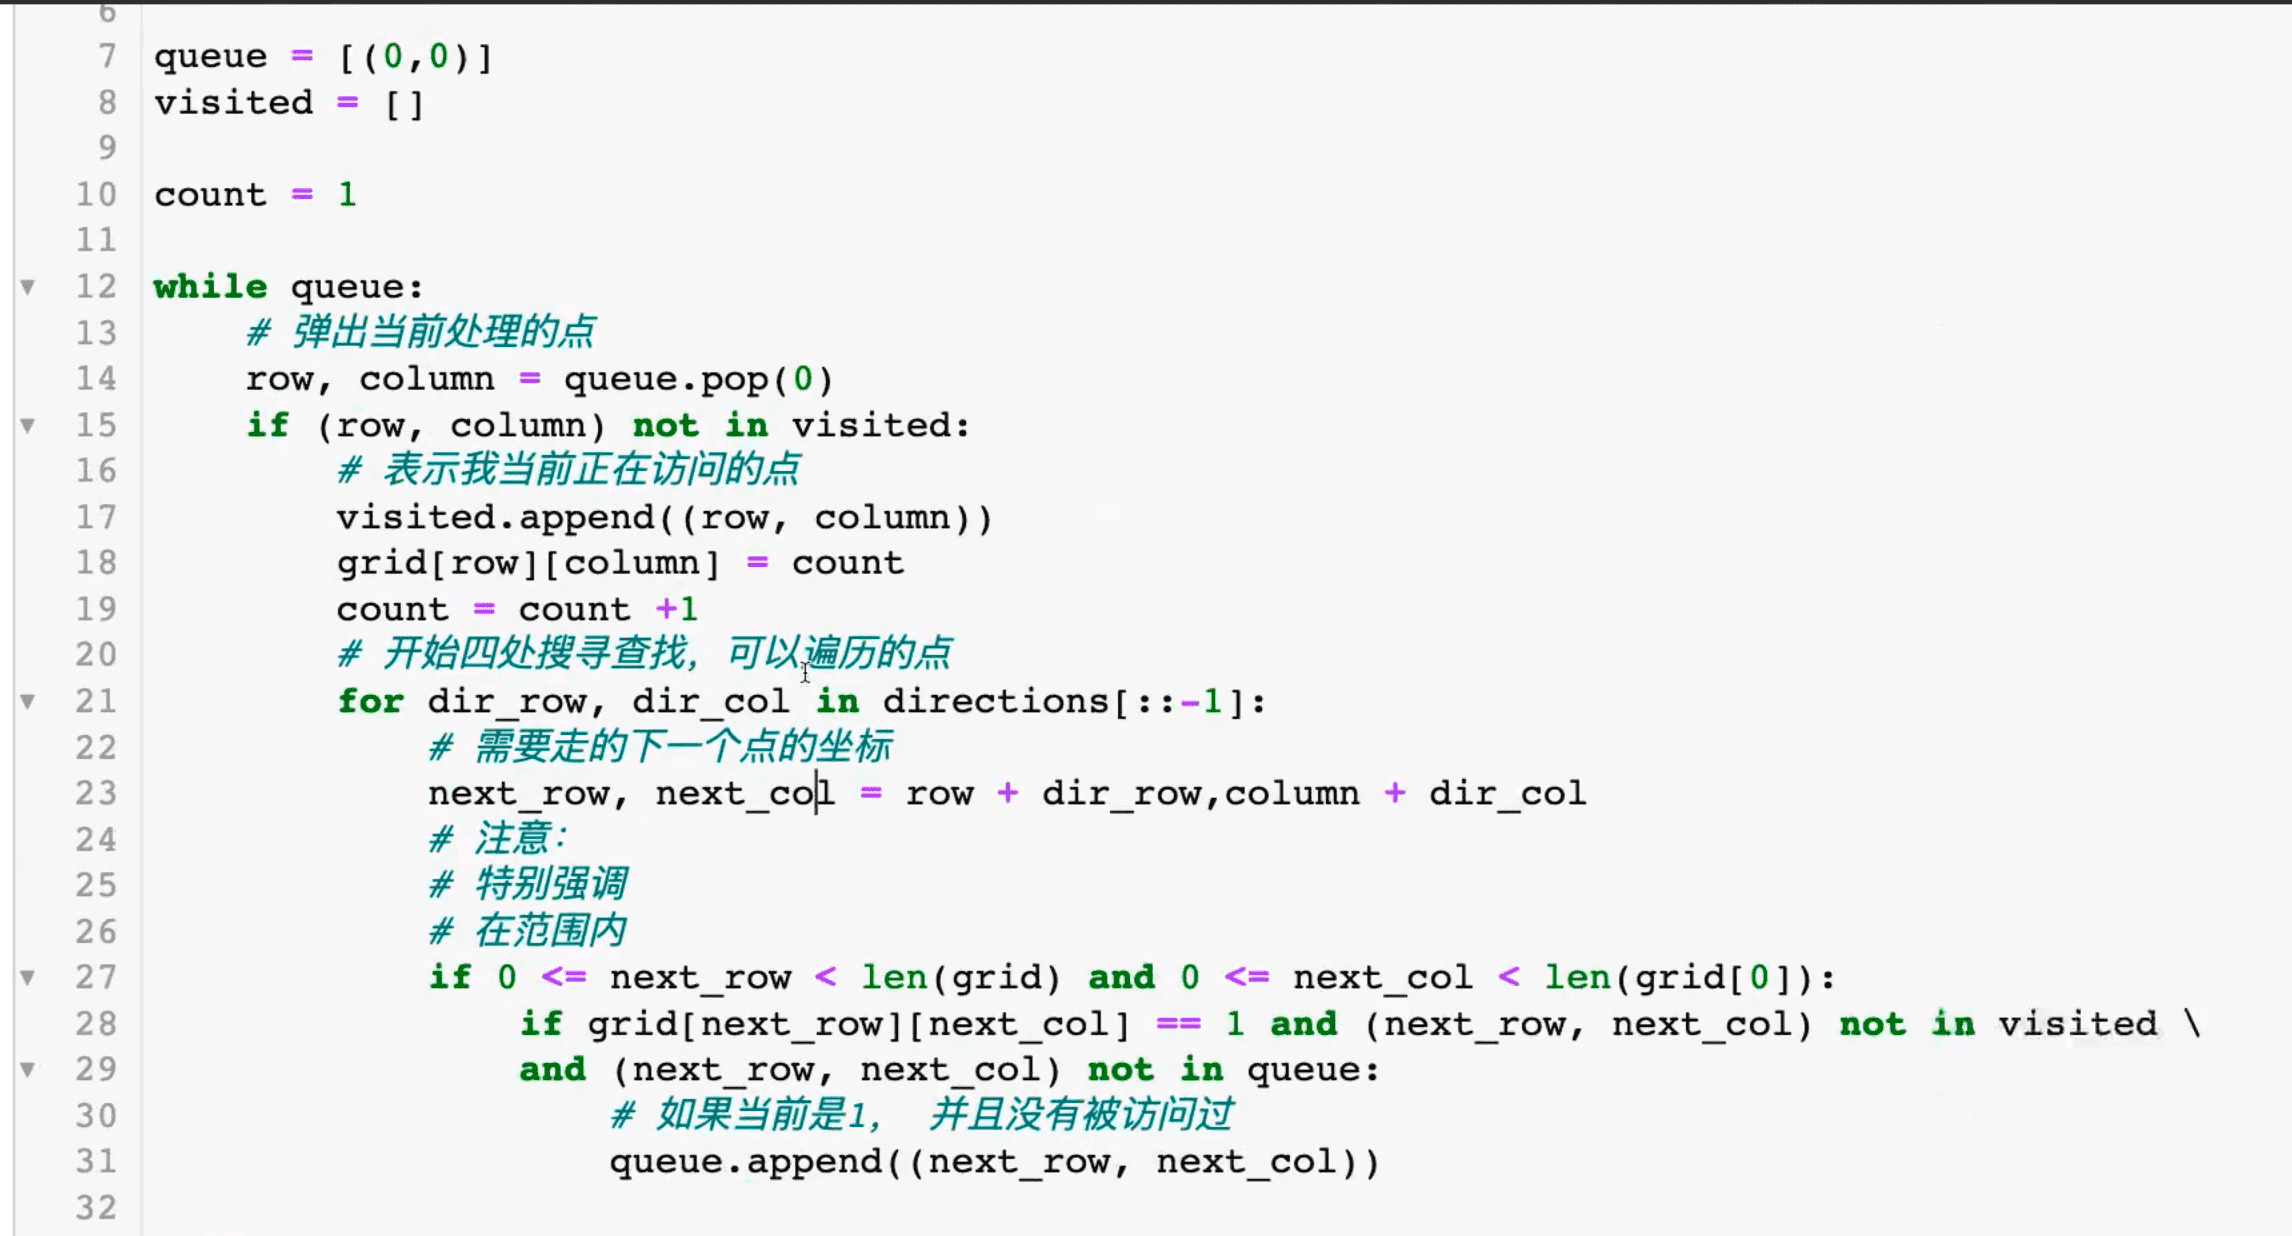 6
7 queue = [(0,0)]
8 visited = []
9
10 count = 1
11
12 while queue:
13     # 弹出当前处理的点
14     row, column = queue.pop(0)
15     if (row, column) not in visited:
16         # 表示我当前正在访问的点
17         visited.append((row, column))
18         grid[row][column] = count
19         count = count +1
20         # 开始四处搜寻查找，可以遍历的点
21         for dir_row, dir_col in directions[::-1]:
22             # 需要走的下一个点的坐标
23             next_row, next_col = row + dir_row,column + dir_col
24             # 注意：
25             # 特别强调
26             # 在范围内
27             if 0 <= next_row < len(grid) and 0 <= next_col < len(grid[0]):
28                 if grid[next_row][next_col] == 1 and (next_row, next_col) not in visited \
29                 and (next_row, next_col) not in queue:
30                     # 如果当前是1， 并且没有被访问过
31                     queue.append((next_row, next_col))
32